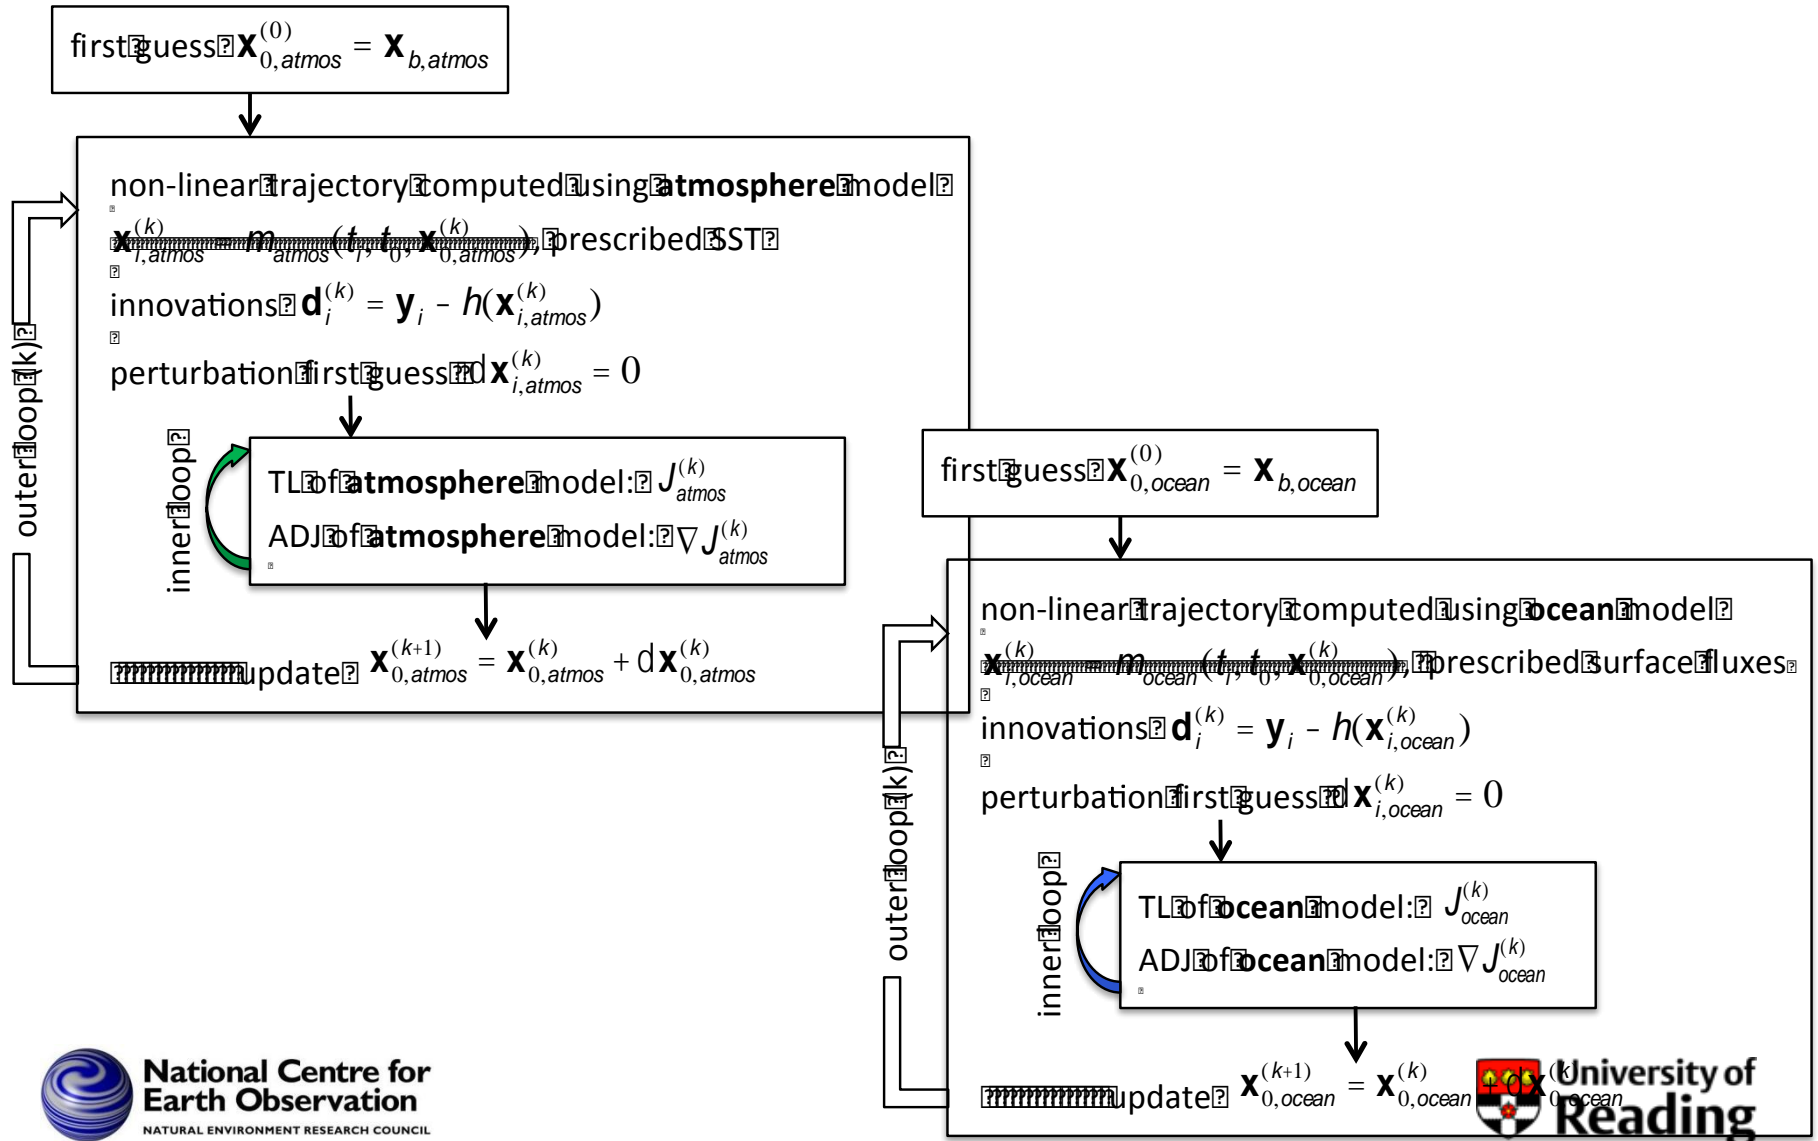 first guess x_{0,atmos}^{(0)} = x_{b,atmos}
non-linear trajectory computed using atmosphere model
x_{i,atmos}^{(k)} = m_{atmos}(t_i, t_0, x_{0,atmos}^{(k)}), prescribed SST
innovations d_i^{(k)} = y_i - h(x_{i,atmos}^{(k)})
perturbation first guess dx_{i,atmos}^{(k)} = 0
outer loop (k)
inner loop
TL of atmosphere model: J_{atmos}^{(k)}
ADJ of atmosphere model: ∇J_{atmos}^{(k)}
update x_{0,atmos}^{(k+1)} = x_{0,atmos}^{(k)} + dx_{0,atmos}^{(k)}
first guess x_{0,ocean}^{(0)} = x_{b,ocean}
non-linear trajectory computed using ocean model
x_{i,ocean}^{(k)} = m_{ocean}(t_i, t_0, x_{0,ocean}^{(k)}), prescribed surface fluxes
innovations d_i^{(k)} = y_i - h(x_{i,ocean}^{(k)})
perturbation first guess dx_{i,ocean}^{(k)} = 0
outer loop (k)
inner loop
TL of ocean model: J_{ocean}^{(k)}
ADJ of ocean model: ∇J_{ocean}^{(k)}
update x_{0,ocean}^{(k+1)} = x_{0,ocean}^{(k)} + dx_{0,ocean}^{(k)}
National Centre for
Earth Observation
NATURAL ENVIRONMENT RESEARCH COUNCIL
University of
Reading